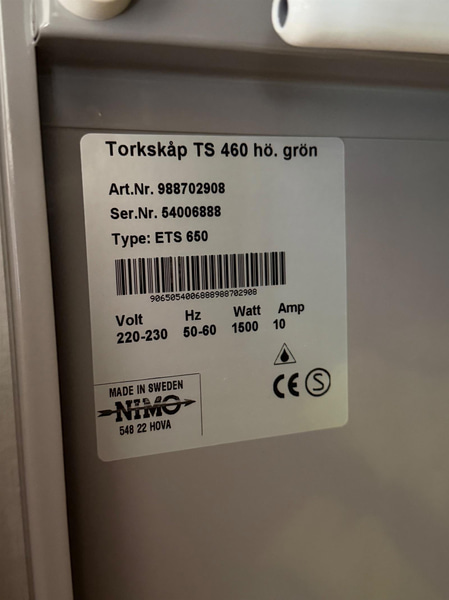 Torkskåp TS 460 hö. grön
Art.Nr. 988702908
Ser.Nr. 54006888
Type: ETS 650
9065054006888988702908
Volt Hz Watt Amp
220-230 50-60 1500 10
CE S
MADE IN SWEDEN
NIMO
548 22 HOVA